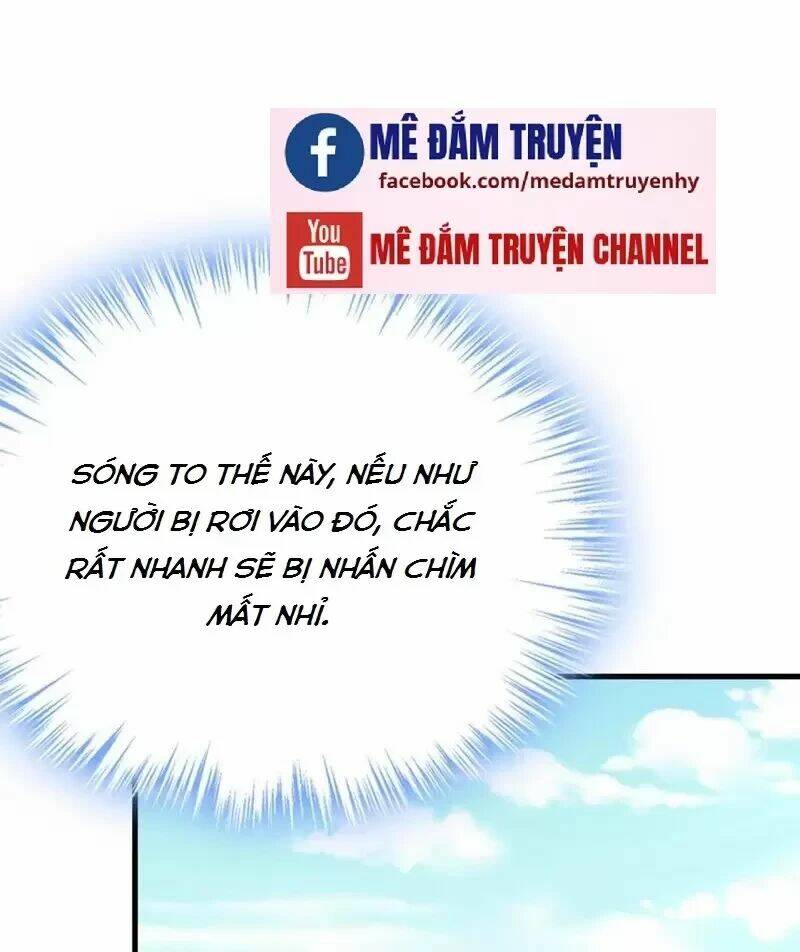 MÊ ĐẮM TRUYỆN
facebook.com/medamtruyenhy
You
Tube
MÊ ĐẮM TRUYỆN CHANNEL
SÓNG TO THẾ NÀY, NẾU NHƯ
NGƯỜI BỊ RƠI VÀO ĐÓ, CHẮC
RẤT NHANH SẼ BỊ NHẤN CHÌM
MẤT NHỈ.